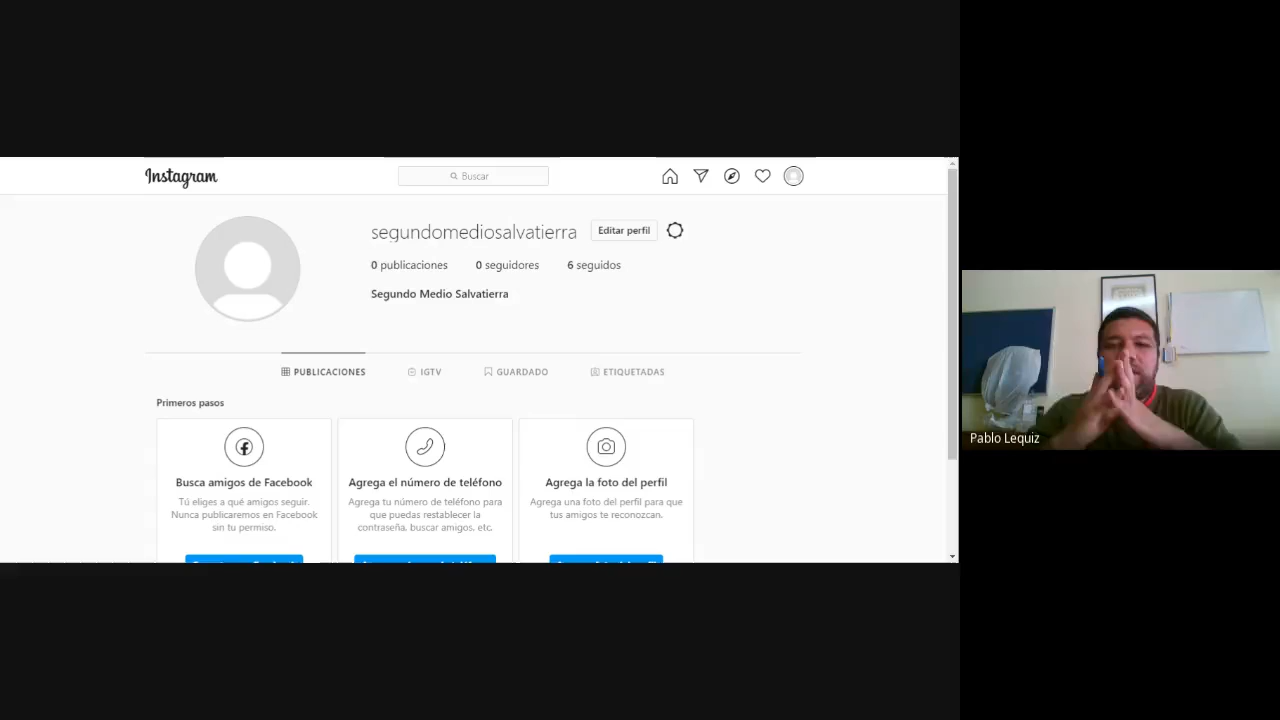 Instagram
Buscar
segundomediosalvatierra Editar perfil
0 publicaciones 0 seguidores 6 seguidos
Segundo Medio Salvatierra
PUBLICACIONES IGTV GUARDADO ETIQUETADAS
Primeros pasos
Busca amigos de Facebook
Tú eliges a qué amigos seguir.
Nunca publicaremos en Facebook
sin tu permiso.
Agrega el número de teléfono
Agrega tu número de teléfono para
que puedas restablecer la
contraseña, buscar amigos, etc.
Agrega la foto del perfil
Agrega una foto del perfil para que
tus amigos te reconozcan.
Pablo Lequiz